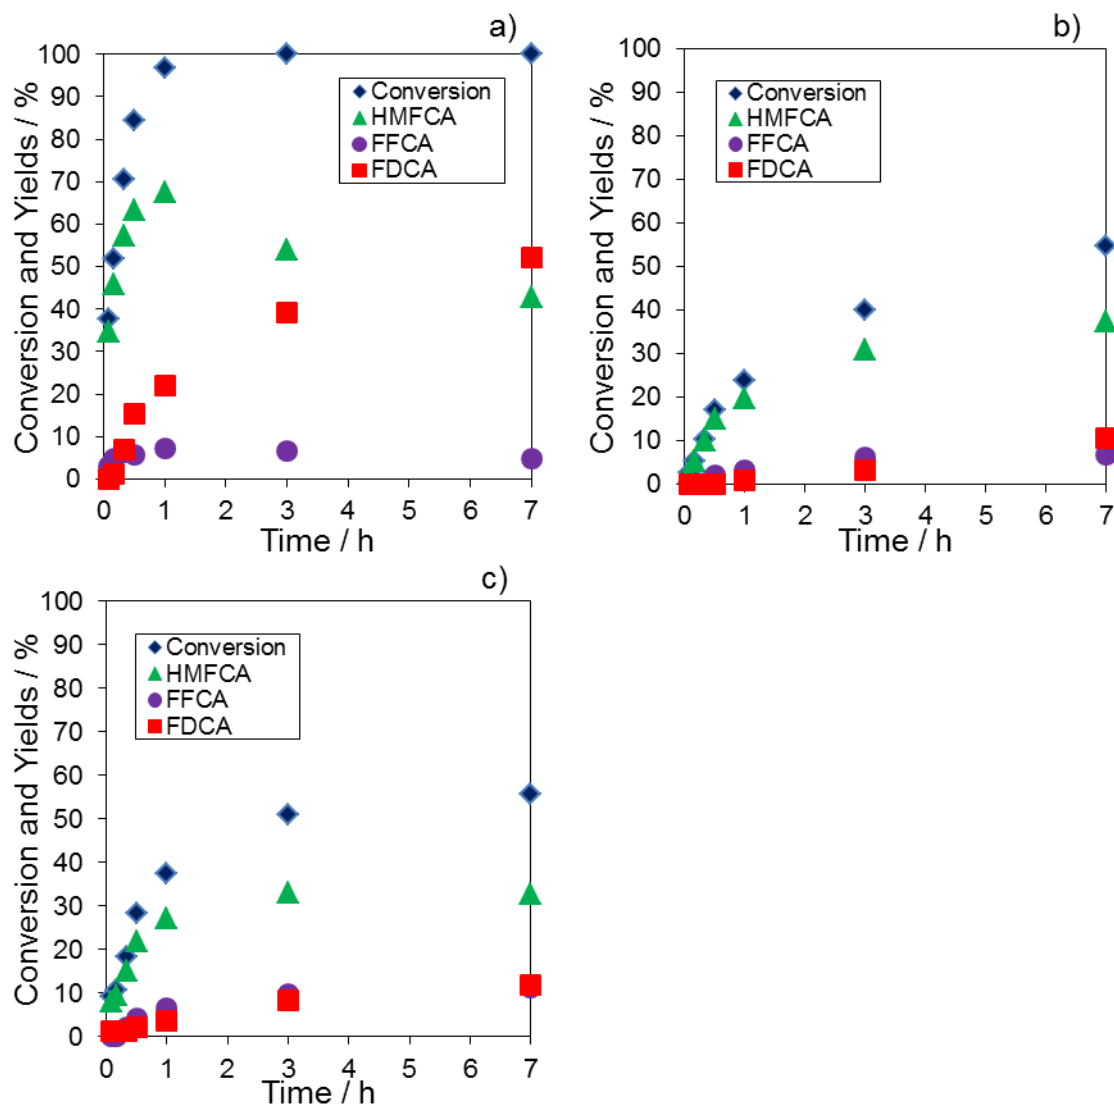 a)
Conversion and Yields / %
100
90
80
70
60
50
40
30
20
10
0
Conversion
HMFCA
FFCA
FDCA
0 1 2 3 4 5 6 7
Time / h
b)
Conversion and Yields / %
100
90
80
70
60
50
40
30
20
10
0
Conversion
HMFCA
FFCA
FDCA
0 1 2 3 4 5 6 7
Time / h
c)
Conversion and Yields / %
100
90
80
70
60
50
40
30
20
10
0
Conversion
HMFCA
FFCA
FDCA
0 1 2 3 4 5 6 7
Time / h